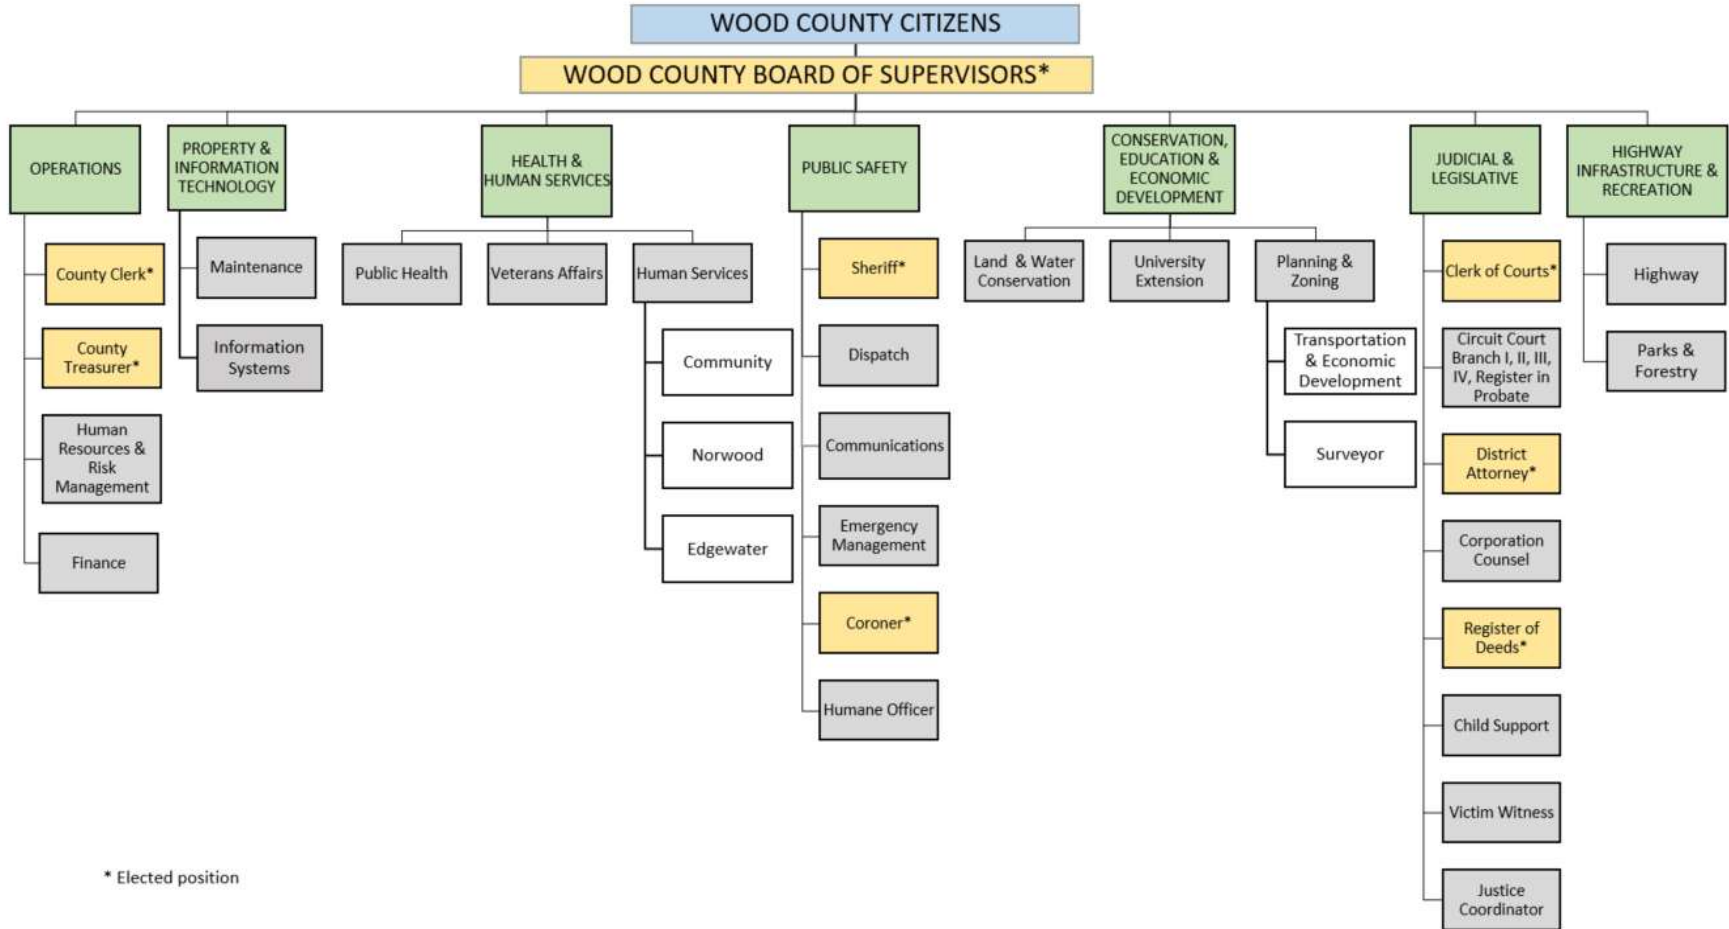 WOOD COUNTY CITIZENS
WOOD COUNTY BOARD OF SUPERVISORS*
OPERATIONS
County Clerk*
County
Treasurer*
Human
Resources &
Risk
Management
Finance
PROPERTY &
INFORMATION
TECHNOLOGY
Maintenance
Information
Systems
HEALTH &
HUMAN SERVICES
Public Health
Veterans Affairs
Human Services
Community
Norwood
Edgewater
PUBLIC SAFETY
Sheriff*
Dispatch
Communications
Emergency
Management
Coroner*
Humane Officer
CONSERVATION,
EDUCATION &
ECONOMIC
DEVELOPMENT
Land & Water
Conservation
University
Extension
Planning &
Zoning
Transportation
& Economic
Development
Surveyor
JUDICIAL &
LEGISLATIVE
Clerk of Courts*
Circuit Court
Branch I, II, III,
IV, Register in
Probate
District
Attorney*
Corporation
Counsel
Register of
Deeds*
Child Support
Victim Witness
Justice
Coordinator
HIGHWAY
INFRASTRUCTURE &
RECREATION
Highway
Parks &
Forestry
* Elected position